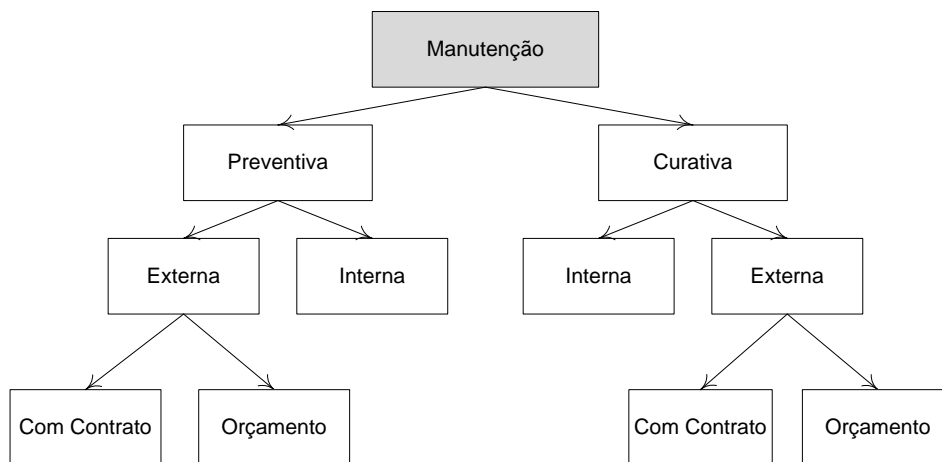 Manutenção
Preventiva
Curativa
Externa
Interna
Interna
Externa
Com Contrato
Orçamento
Com Contrato
Orçamento